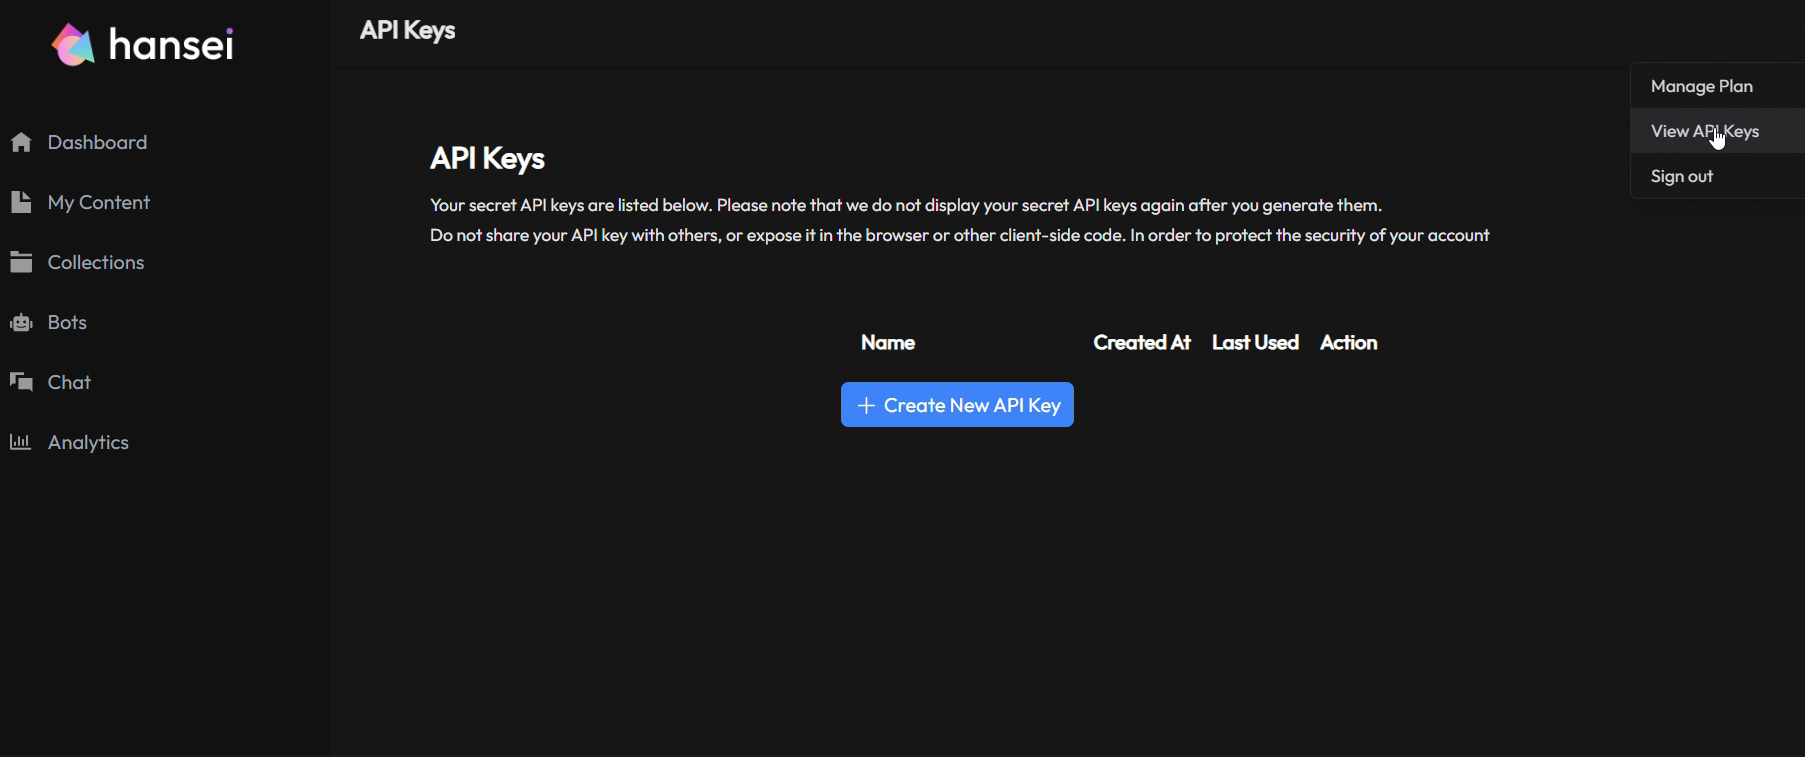 hansei
API Keys
Manage Plan
View API Keys
Sign out
Dashboard
My Content
Collections
Bots
Chat
Analytics
API Keys
Your secret API keys are listed below. Please note that we do not display your secret API keys again after you generate them.
Do not share your API key with others, or expose it in the browser or other client-side code. In order to protect the security of your account
Name Created At Last Used Action
+ Create New API Key